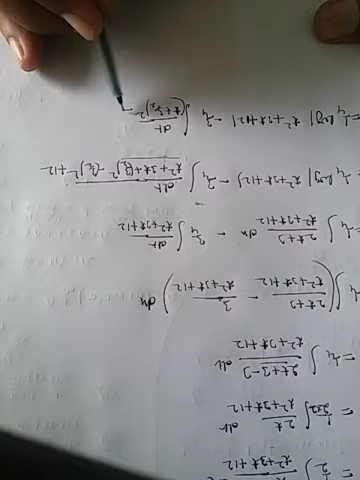 = 1/2 ∫ t/(t²+3t+12
= 1/2×2 ∫ 2t/(t²+3t+12) dt
= 1/4 ∫ (2t+3-3)/(t²+3t+12) dt
1/4 ∫ ( (2t+3)/(t²+3t+12) - 3/(t²+3t+12) ) dt
= 1/4 ∫ (2t+3)/(t²+3t+12) dt - 3/4 ∫ dt/(t²+3t+12)
= 1/4 log | t²+3t+12 | - 3/4 ∫ dt/(t²+3t+(3/2)²-(3/2)²+12
= 1/4 log | t²+3t+12 | - 3/4 ∫ dt/(t+3/2)²